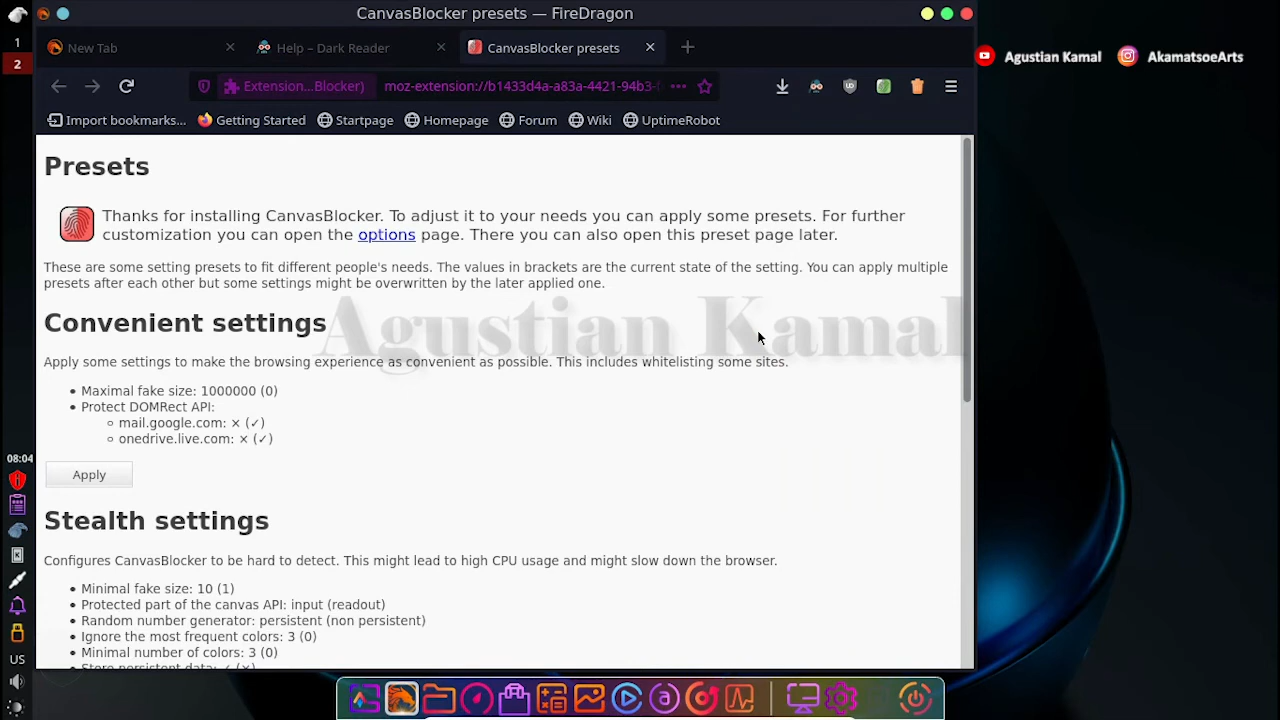 CanvasBlocker presets — FireDragon
1
2
New Tab
Help – Dark Reader
CanvasBlocker presets
Agustian Kamal
AkamatsoeArts
Extension...Blocker)
moz-extension://b1433d4a-a83a-4421-94b3-f
Import bookmarks...
Getting Started
Startpage
Homepage
Forum
Wiki
UptimeRobot
Presets
Thanks for installing CanvasBlocker. To adjust it to your needs you can apply some presets. For further
customization you can open the options page. There you can also open this preset page later.
These are some setting presets to fit different people's needs. The values in brackets are the current state of the setting. You can apply multiple
presets after each other but some settings might be overwritten by the later applied one.
Agustian Kamal
Convenient settings
Apply some settings to make the browsing experience as convenient as possible. This includes whitelisting some sites.
• Maximal fake size: 1000000 (0)
• Protect DOMRect API:
◦ mail.google.com: × (✓)
◦ onedrive.live.com: × (✓)
Apply
Stealth settings
Configures CanvasBlocker to be hard to detect. This might lead to high CPU usage and might slow down the browser.
• Minimal fake size: 10 (1)
• Protected part of the canvas API: input (readout)
• Random number generator: persistent (non persistent)
• Ignore the most frequent colors: 3 (0)
• Minimal number of colors: 3 (0)
• Store persistent data: ✓ (×)
08:04
US